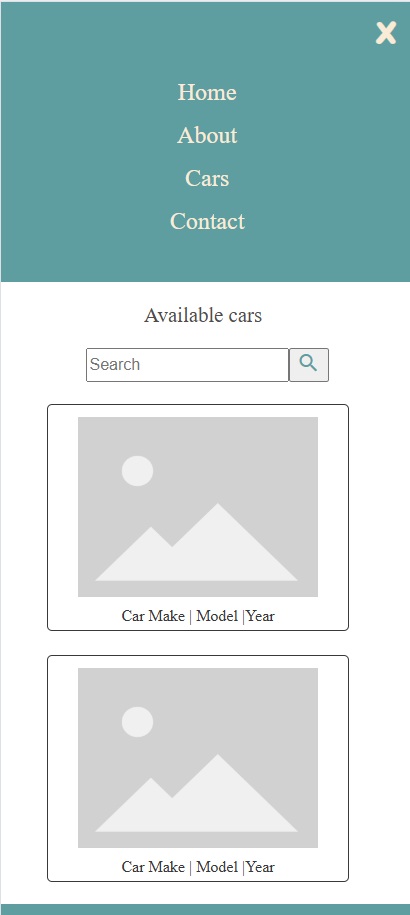 X
Home
About
Cars
Contact
Available cars
Search
Car Make | Model |Year
Car Make | Model |Year